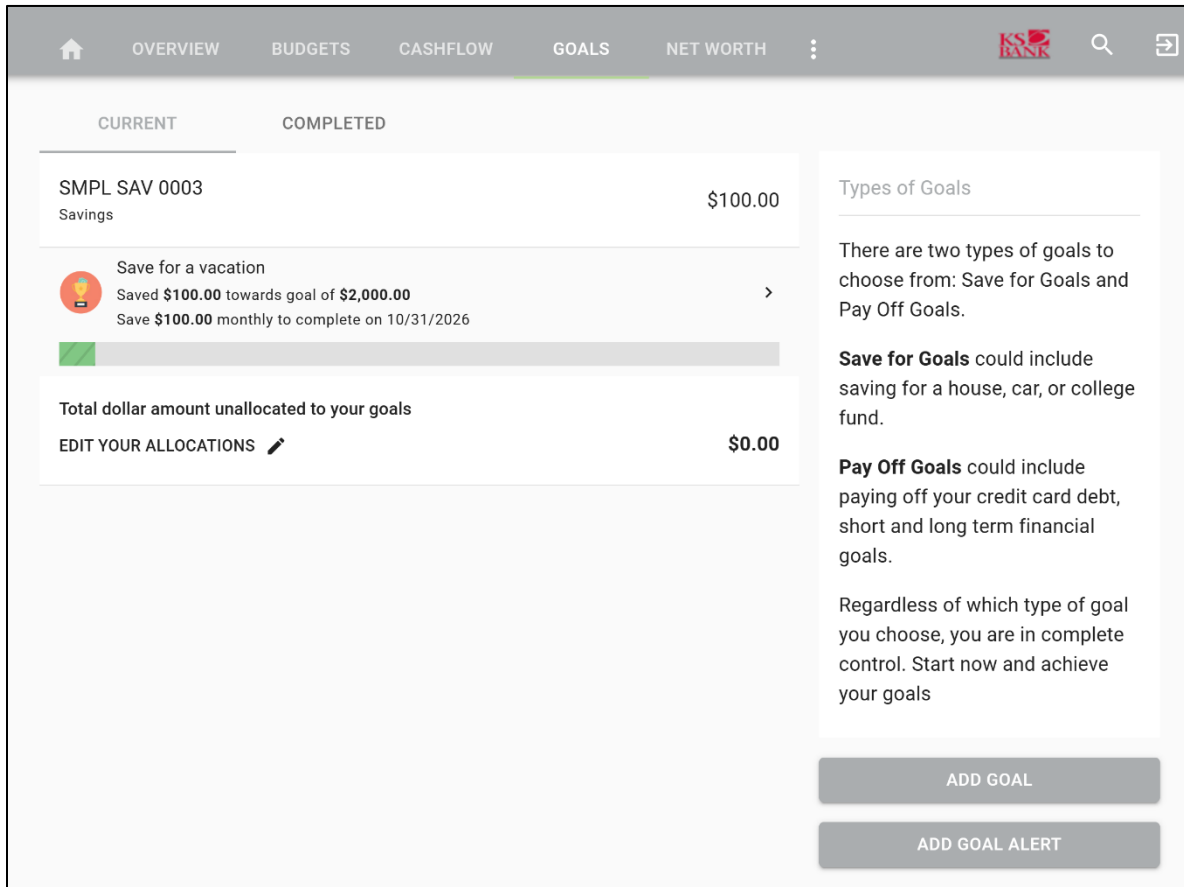 OVERVIEW BUDGETS CASHFLOW GOALS NET WORTH KS BANK
CURRENT COMPLETED
SMPL SAV 0003
Savings
$100.00
Save for a vacation
Saved $100.00 towards goal of $2,000.00
Save $100.00 monthly to complete on 10/31/2026
Total dollar amount unallocated to your goals
EDIT YOUR ALLOCATIONS
$0.00
Types of Goals
There are two types of goals to
choose from: Save for Goals and
Pay Off Goals.
Save for Goals could include
saving for a house, car, or college
fund.
Pay Off Goals could include
paying off your credit card debt,
short and long term financial
goals.
Regardless of which type of goal
you choose, you are in complete
control. Start now and achieve
your goals
ADD GOAL
ADD GOAL ALERT